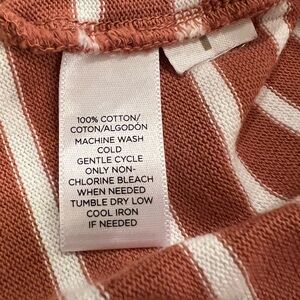 100% COTTON/
COTON/ALGODÓN
MACHINE WASH
COLD
GENTLE CYCLE
ONLY NON-
CHLORINE BLEACH
WHEN NEEDED
TUMBLE DRY LOW
COOL IRON
IF NEEDED